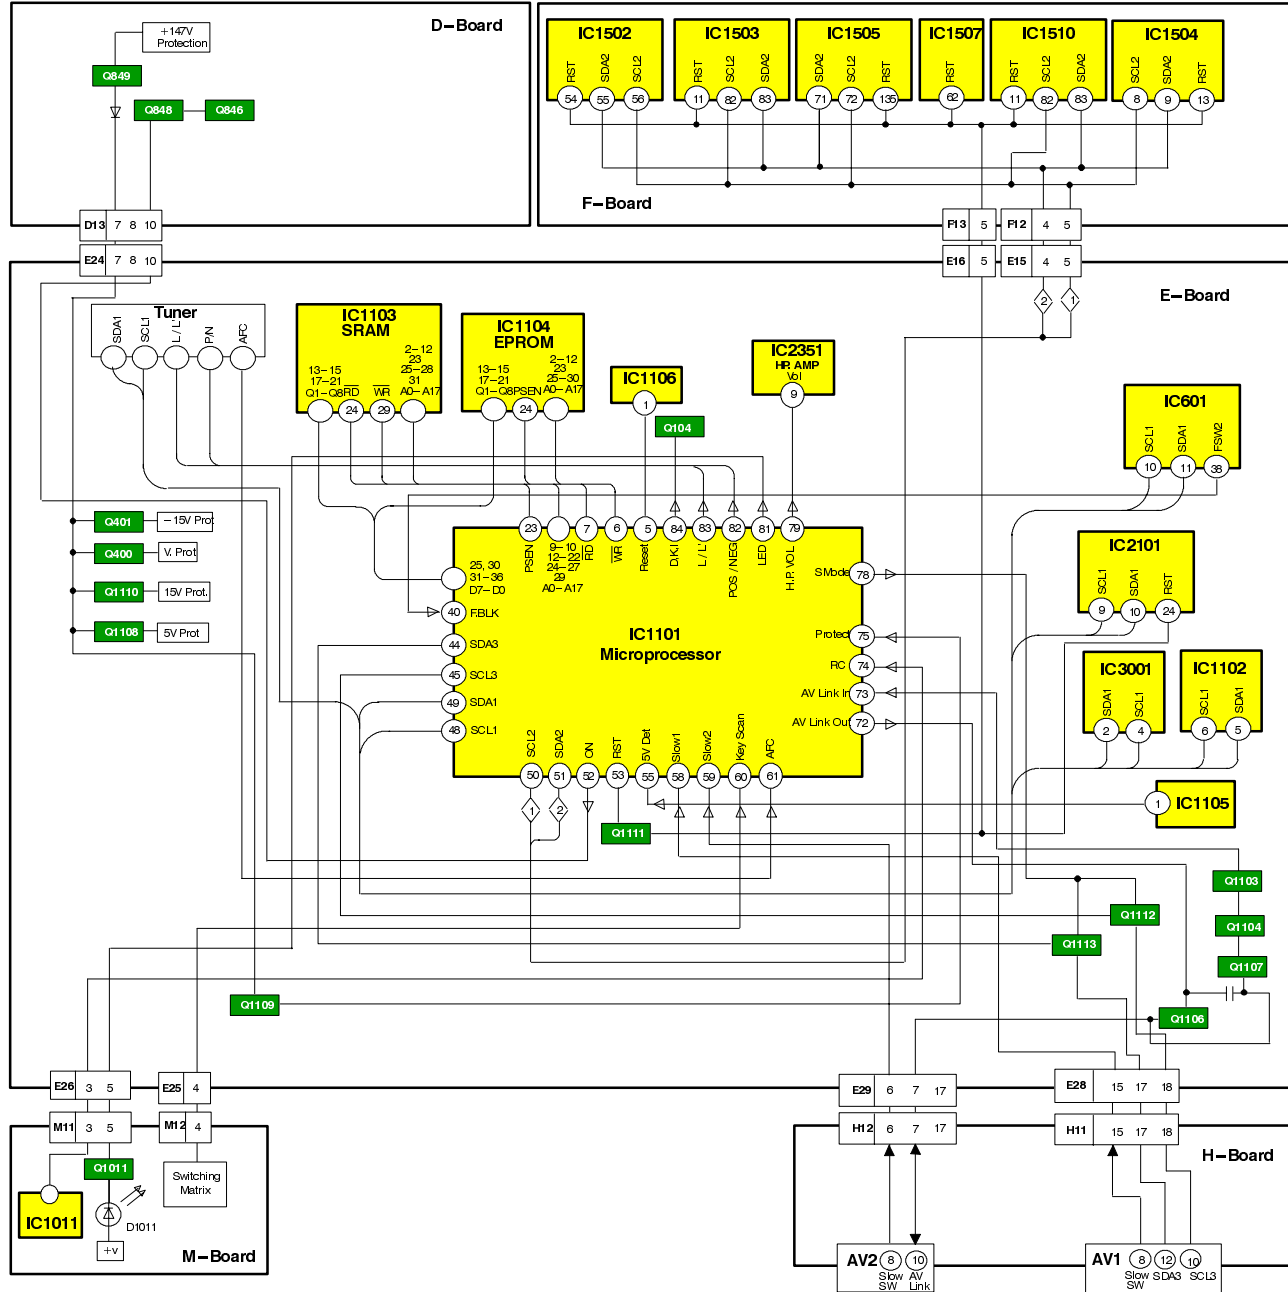 D-Board
+147V
Protection
Q849
Q848
Q846
D13 7 8 10
E24 7 8 10
IC1502
RST SDA2 SCL2
54 55 56
IC1503
RST SCL2 SDA2
11 82 83
IC1505
SDA2 SCL2 RST
71 72 135
IC1507
RST
62
IC1510
RST SCL2 SDA2
11 82 83
IC1504
SCL2 SDA2 RST
8 9 13
F-Board
F13 5
F12 4 5
E16 5
E15 4 5
2 1
E-Board
Tuner
SDA1 SCL1 L / L' P/N AFC
IC1103
SRAM
13-15
17-21
Q1-Q8
RD
WR
2-12
23
25-28
31
A0-A17
24 29
IC1104
EPROM
13-15
17-21
Q1-Q8
PSEN
2-12
23
25-30
A0-A17
24
IC1106
1
Q104
IC2351
HP. AMP
Vol
9
IC601
SCL1 SDA1 FSW2
10 11 38
IC2101
SCL1 SDA1 RST
9 10 24
IC3001
SDA1 SCL1
2 4
IC1102
SCL1 SDA1
6 5
IC1105
1
Q401
-15V Prot
Q400
V. Prot
Q1110
15V Prot.
Q1108
5V Prot
IC1101
Microprocessor
23 7 6 5 84 83 82 81 79
PSEN
9-10
12-22
24-27
29
A0-A17
RD
WR
Reset
D.K.I
L / L'
POS / NEG
LED
H.P. VOL
25, 30
31-36
D7-D0
40 F.BLK
44 SDA3
45 SCL3
49 SDA1
48 SCL1
S Mode 78
Protect 75
RC 74
AV Link In 73
AV Link Out 72
SCL2 SDA2 ON RST 5V Det Slow1 Slow2 Key Scan AFC
50 51 52 53 55 58 59 60 61
1 2
Q1111
Q1103
Q1112
Q1104
Q1113
Q1107
Q1109
Q1106
E26 3 5
E25 4
M11 3 5
M12 4
Q1011
Switching
Matrix
IC1011
D1011
+v
M-Board
E29 6 7 17
H12 6 7 17
E28 15 17 18
H11 15 17 18
H-Board
AV2 8 10
Slow
SW
AV
Link
AV1 8 12 10
Slow
SW
SDA3
SCL3